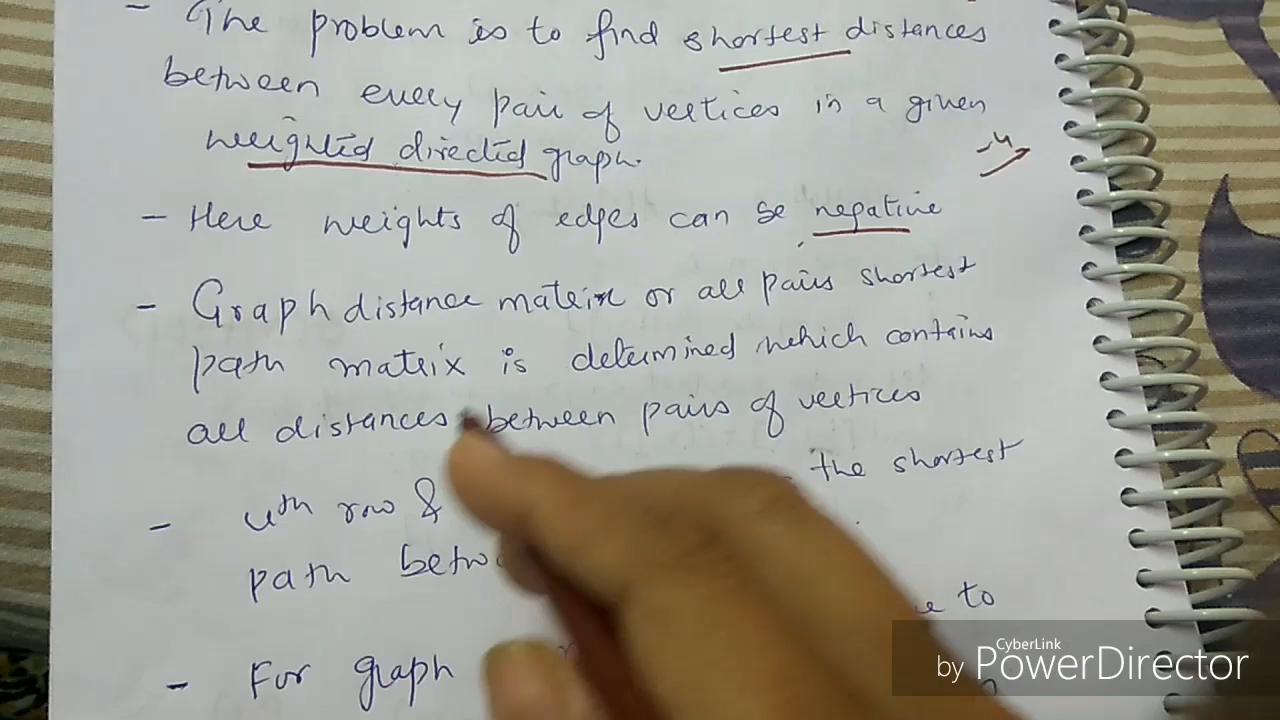 - The problem is to find shortest distances
between every pair of vertices in a given
weighted directed graph.
-4
- Here weights of edges can be negative
- Graph distance matrix or all pairs shortest
path matrix is determined which contains
all distances between pairs of vertices
- uth row & the shortest
path
- For graph to
CyberLink
by PowerDirector